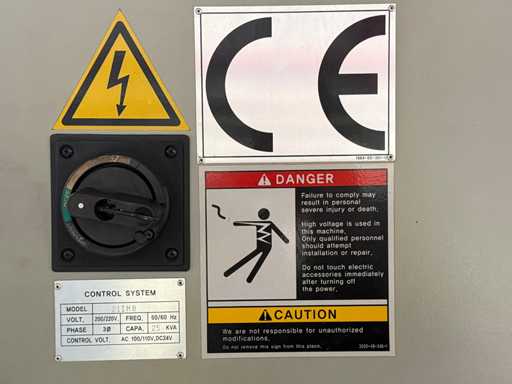 CE
DANGER
Failure to comply may
result in personal
severe injury or death.
High voltage is used in
this machine.
Only qualified personnel
should attempt
installation or repair.
Do not touch electric
accessories immediately
after turning off
the power.
CAUTION
We are not responsible for unauthorized
modifications.
Do not remove this sign from this place.
CONTROL SYSTEM
MODEL
VOLT. 200/220V. FREQ. 50/60 Hz
PHASE 3Ø CAPA. 25 KVA
CONTROL VOLT. AC 100/110V,DC24V